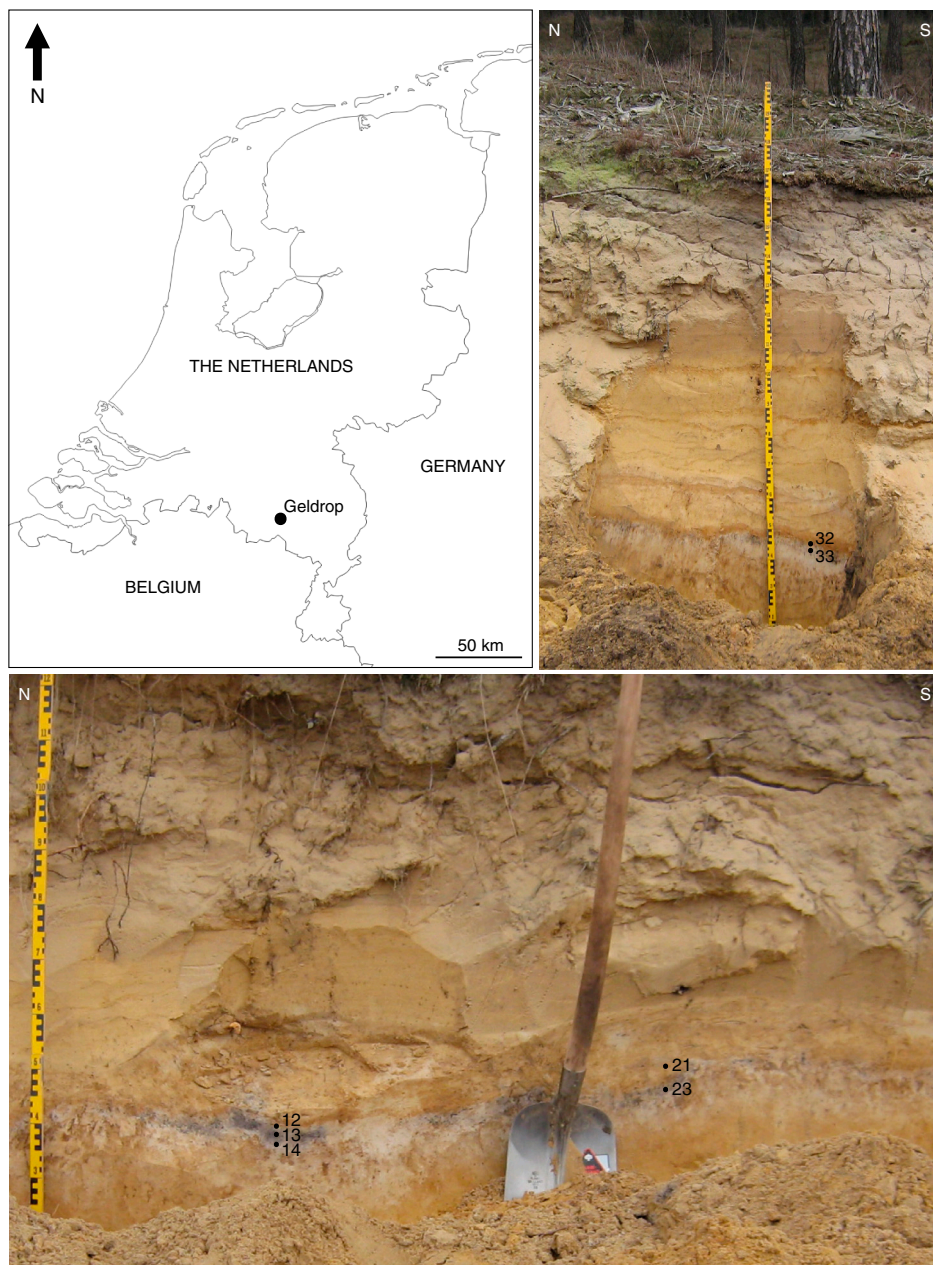 N
THE NETHERLANDS
GERMANY
Geldrop
BELGIUM
50 km
N S
32
33
N S
12
13
14
21
23